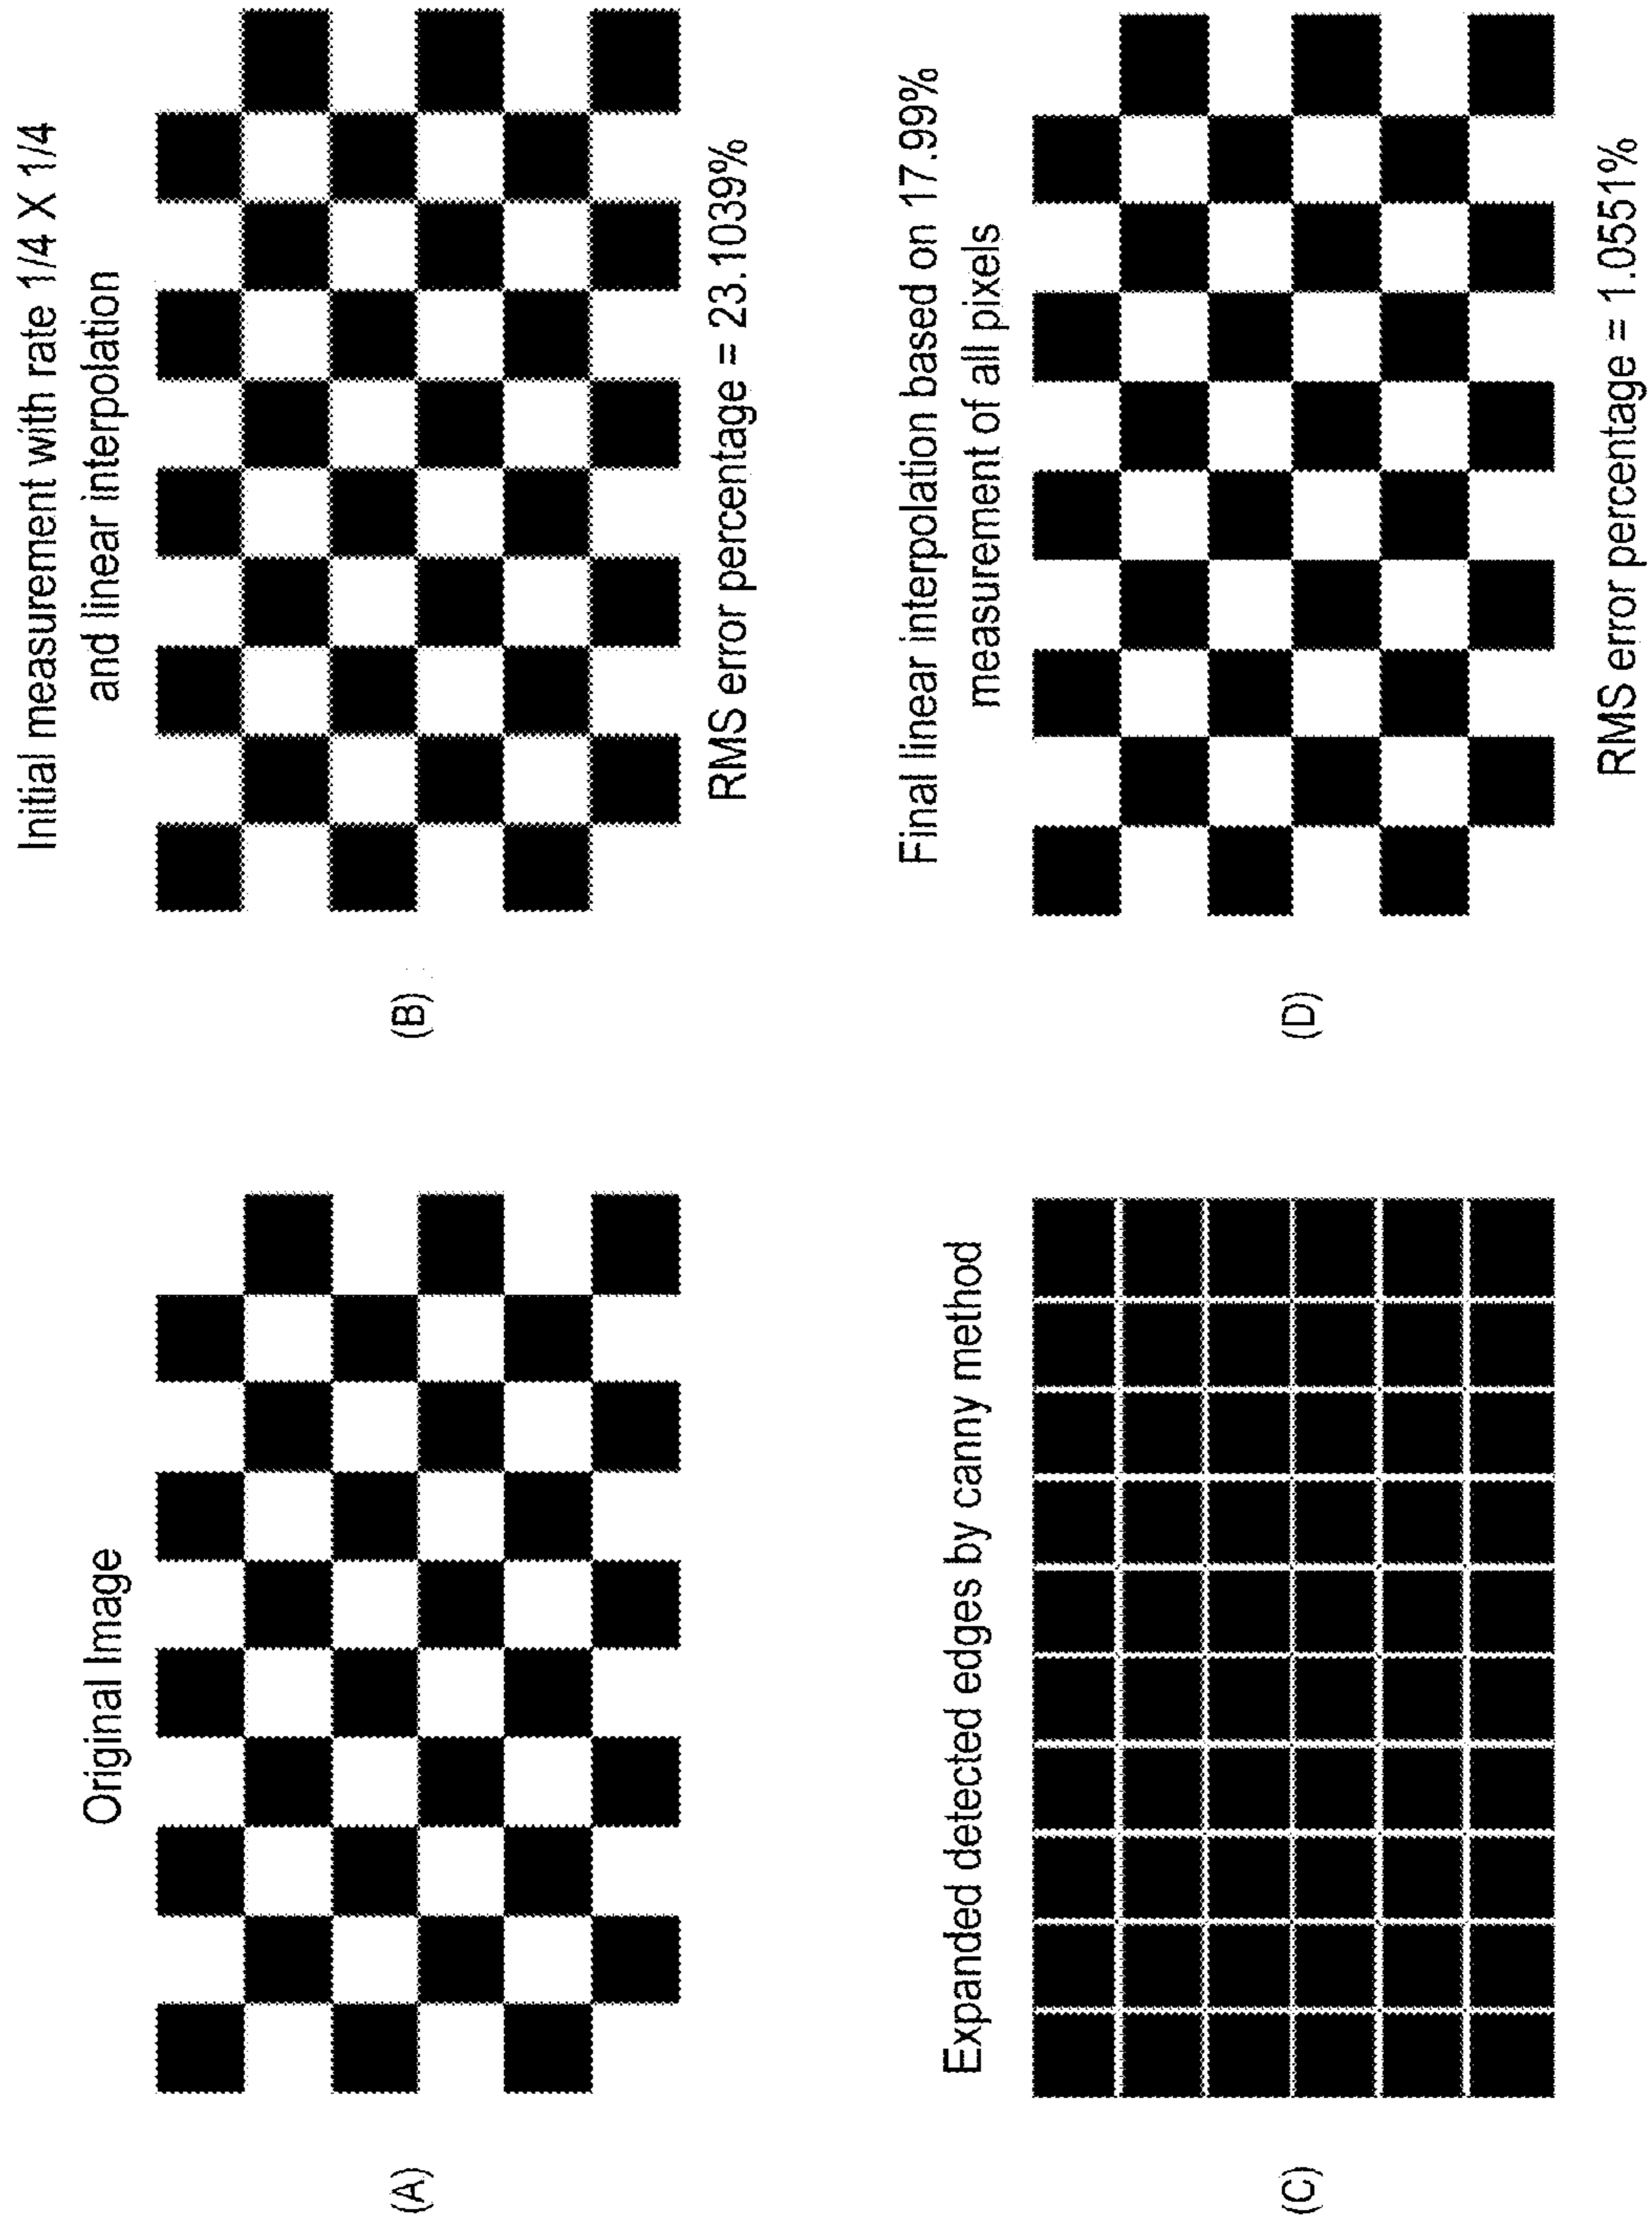 (A)
Original Image
(B)
Initial measurement with rate 1/4 X 1/4
and linear interpolation
RMS error percentage = 23.1039%
(C)
Expanded detected edges by canny method
(D)
Final linear interpolation based on 17.99%
measurement of all pixels
RMS error percentage = 1.0551%